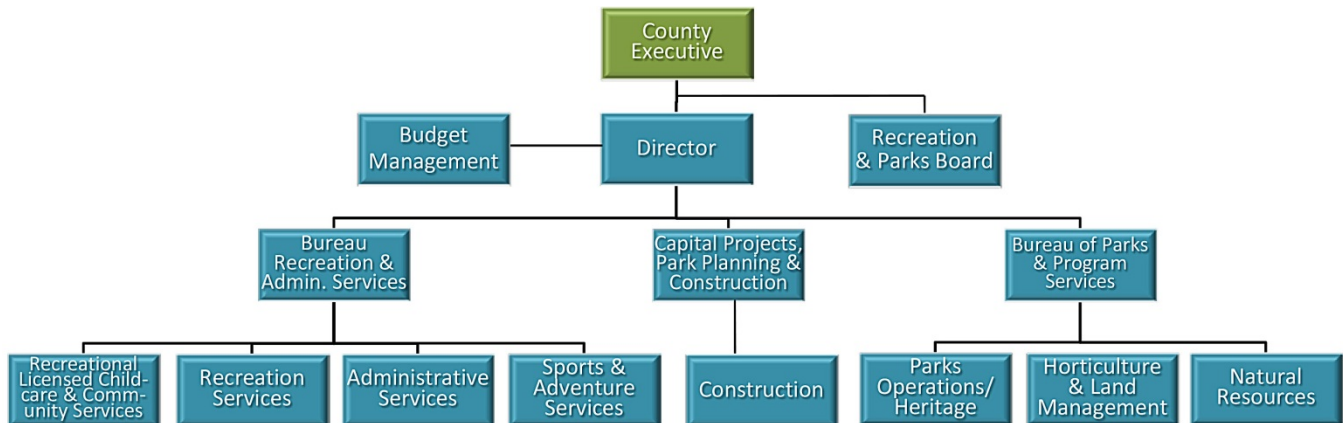 County
Executive
Budget
Management
Director
Recreation
& Parks Board
Bureau
Recreation &
Admin. Services
Capital Projects,
Park Planning &
Construction
Bureau of Parks
& Program
Services
Recreational
Licensed Child-
care & Comm-
unity Services
Recreation
Services
Administrative
Services
Sports &
Adventure
Services
Construction
Parks
Operations/
Heritage
Horticulture
& Land
Management
Natural
Resources